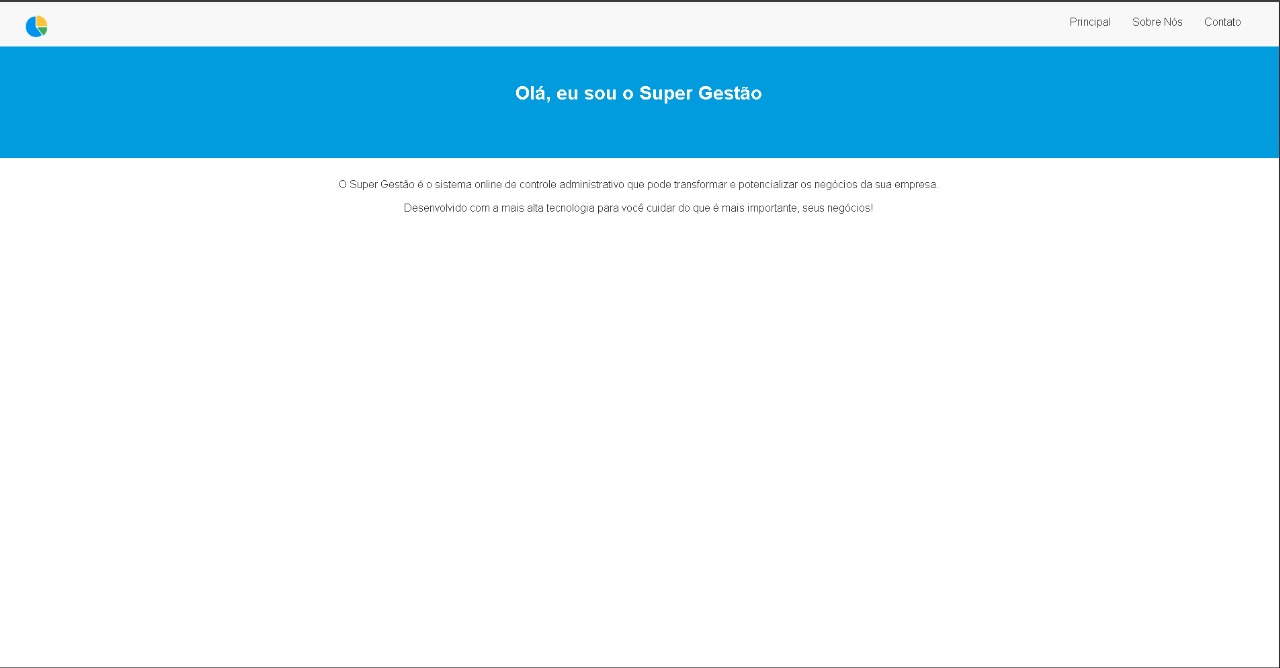 Principal Sobre Nós Contato
Olá, eu sou o Super Gestão
O Super Gestão é o sistema online de controle administrativo que pode transformar e potencializar os negócios da sua empresa.
Desenvolvido com a mais alta tecnologia para você cuidar do que é mais importante, seus negócios!